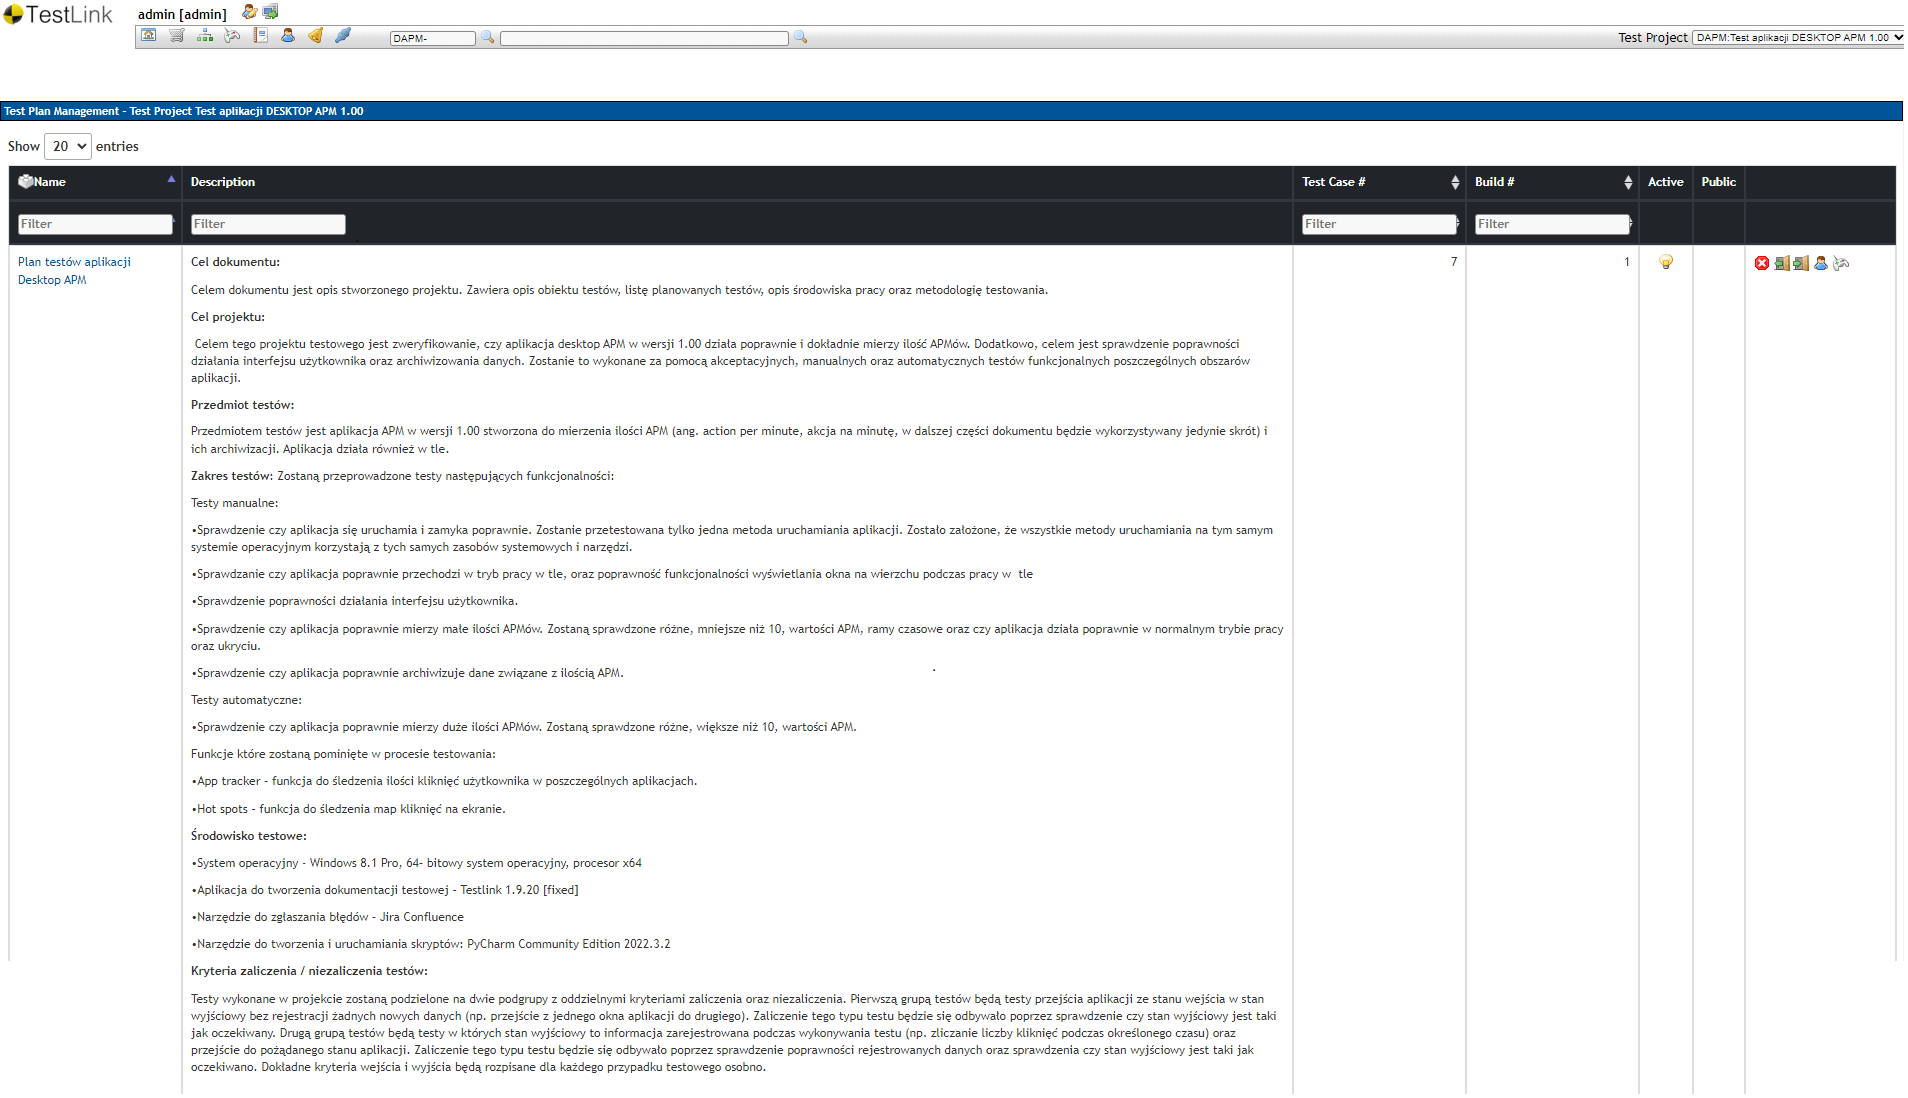 TestLink
admin [admin]
DAPM-
Test Project DAPM:Test aplikacji DESKTOP APM 1.00
Test Plan Management - Test Project Test aplikacji DESKTOP APM 1.00
Show 20 entries
Name Description Test Case # Build # Active Public
Filter Filter Filter Filter
Plan testów aplikacji
Desktop APM
7 1
Cel dokumentu:
Celem dokumentu jest opis stworzonego projektu. Zawiera opis obiektu testów, listę planowanych testów, opis środowiska pracy oraz metodologię testowania.
Cel projektu:
Celem tego projektu testowego jest zweryfikowanie, czy aplikacja desktop APM w wersji 1.00 działa poprawnie i dokładnie mierzy ilość APMów. Dodatkowo, celem jest sprawdzenie poprawności
działania interfejsu użytkownika oraz archiwizowania danych. Zostanie to wykonane za pomocą akceptacyjnych, manualnych oraz automatycznych testów funkcjonalnych poszczególnych obszarów
aplikacji.
Przedmiot testów:
Przedmiotem testów jest aplikacja APM w wersji 1.00 stworzona do mierzenia ilości APM (ang. action per minute, akcja na minutę, w dalszej części dokumentu będzie wykorzystywany jedynie skrót) i
ich archiwizacji. Aplikacja działa również w tle.
Zakres testów: Zostaną przeprowadzone testy następujących funkcjonalności:
Testy manualne:
•Sprawdzenie czy aplikacja się uruchamia i zamyka poprawnie. Zostanie przetestowana tylko jedna metoda uruchamiania aplikacji. Zostało założone, że wszystkie metody uruchamiania na tym samym
systemie operacyjnym korzystają z tych samych zasobów systemowych i narzędzi.
•Sprawdzanie czy aplikacja poprawnie przechodzi w tryb pracy w tle, oraz poprawność funkcjonalności wyświetlania okna na wierzchu podczas pracy w tle
•Sprawdzenie poprawności działania interfejsu użytkownika.
•Sprawdzenie czy aplikacja poprawnie mierzy małe ilości APMów. Zostaną sprawdzone różne, mniejsze niż 10, wartości APM, ramy czasowe oraz czy aplikacja działa poprawnie w normalnym trybie pracy
oraz ukryciu.
•Sprawdzenie czy aplikacja poprawnie archiwizuje dane związane z ilością APM.
Testy automatyczne:
•Sprawdzenie czy aplikacja poprawnie mierzy duże ilości APMów. Zostaną sprawdzone różne, większe niż 10, wartości APM.
Funkcje które zostaną pominięte w procesie testowania:
•App tracker - funkcja do śledzenia ilości kliknięć użytkownika w poszczególnych aplikacjach.
•Hot spots - funkcja do śledzenia map kliknięć na ekranie.
Środowisko testowe:
•System operacyjny - Windows 8.1 Pro, 64- bitowy system operacyjny, procesor x64
•Aplikacja do tworzenia dokumentacji testowej - Testlink 1.9.20 [fixed]
•Narzędzie do zgłaszania błędów - Jira Confluence
•Narzędzie do tworzenia i uruchamiania skryptów: PyCharm Community Edition 2022.3.2
Kryteria zaliczenia / niezaliczenia testów:
Testy wykonane w projekcie zostaną podzielone na dwie podgrupy z oddzielnymi kryteriami zaliczenia oraz niezaliczenia. Pierwszą grupą testów będą testy przejścia aplikacji ze stanu wejścia w stan
wyjściowy bez rejestracji żadnych nowych danych (np. przejście z jednego okna aplikacji do drugiego). Zaliczenie tego typu testu będzie się odbywało poprzez sprawdzenie czy stan wyjściowy jest taki
jak oczekiwany. Drugą grupą testów będą testy w których stan wyjściowy to informacja zarejestrowana podczas wykonywania testu (np. zliczanie liczby kliknięć podczas określonego czasu) oraz
przejście do pożądanego stanu aplikacji. Zaliczenie tego typu testu będzie się odbywało poprzez sprawdzenie poprawności rejestrowanych danych oraz sprawdzenia czy stan wyjściowy jest taki jak
oczekiwano. Dokładne kryteria wejścia i wyjścia będą rozpisane dla każdego przypadku testowego osobno.